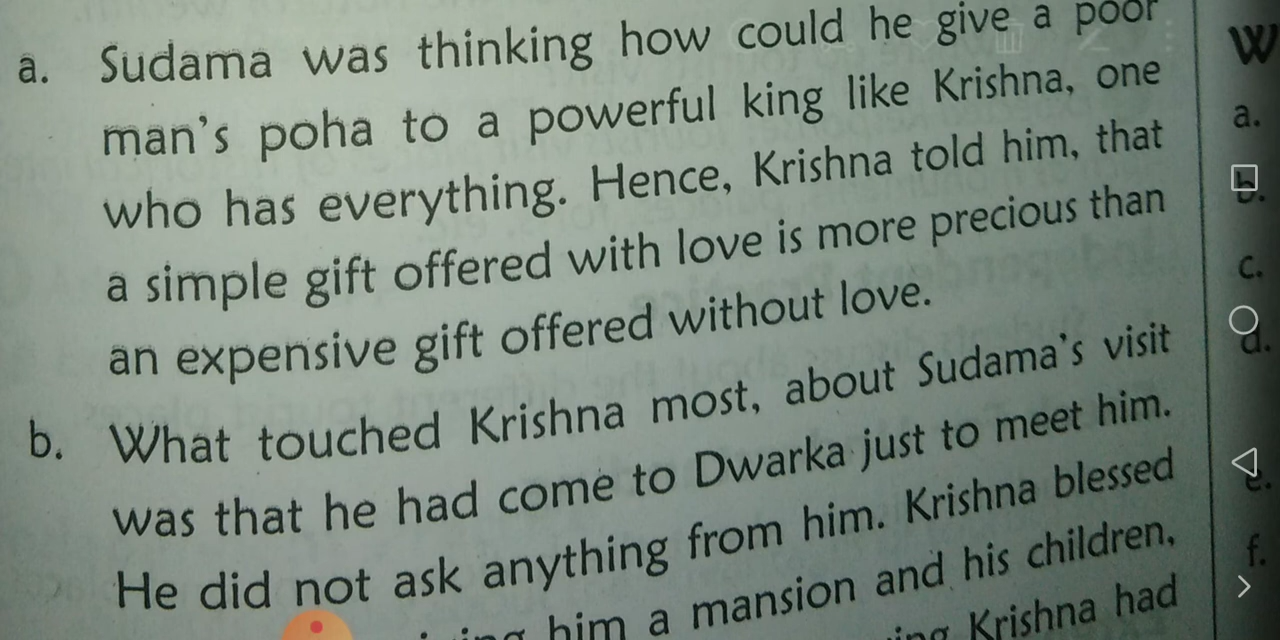 a. Sudama was thinking how could he give a poor
man's poha to a powerful king like Krishna, one
who has everything. Hence, Krishna told him, that
a simple gift offered with love is more precious than
an expensive gift offered without love.
b. What touched Krishna most, about Sudama's visit
was that he had come to Dwarka just to meet him.
He did not ask anything from him. Krishna blessed
him a mansion and his children,
Krishna had
W
a.
b.
c.
d.
e.
f.